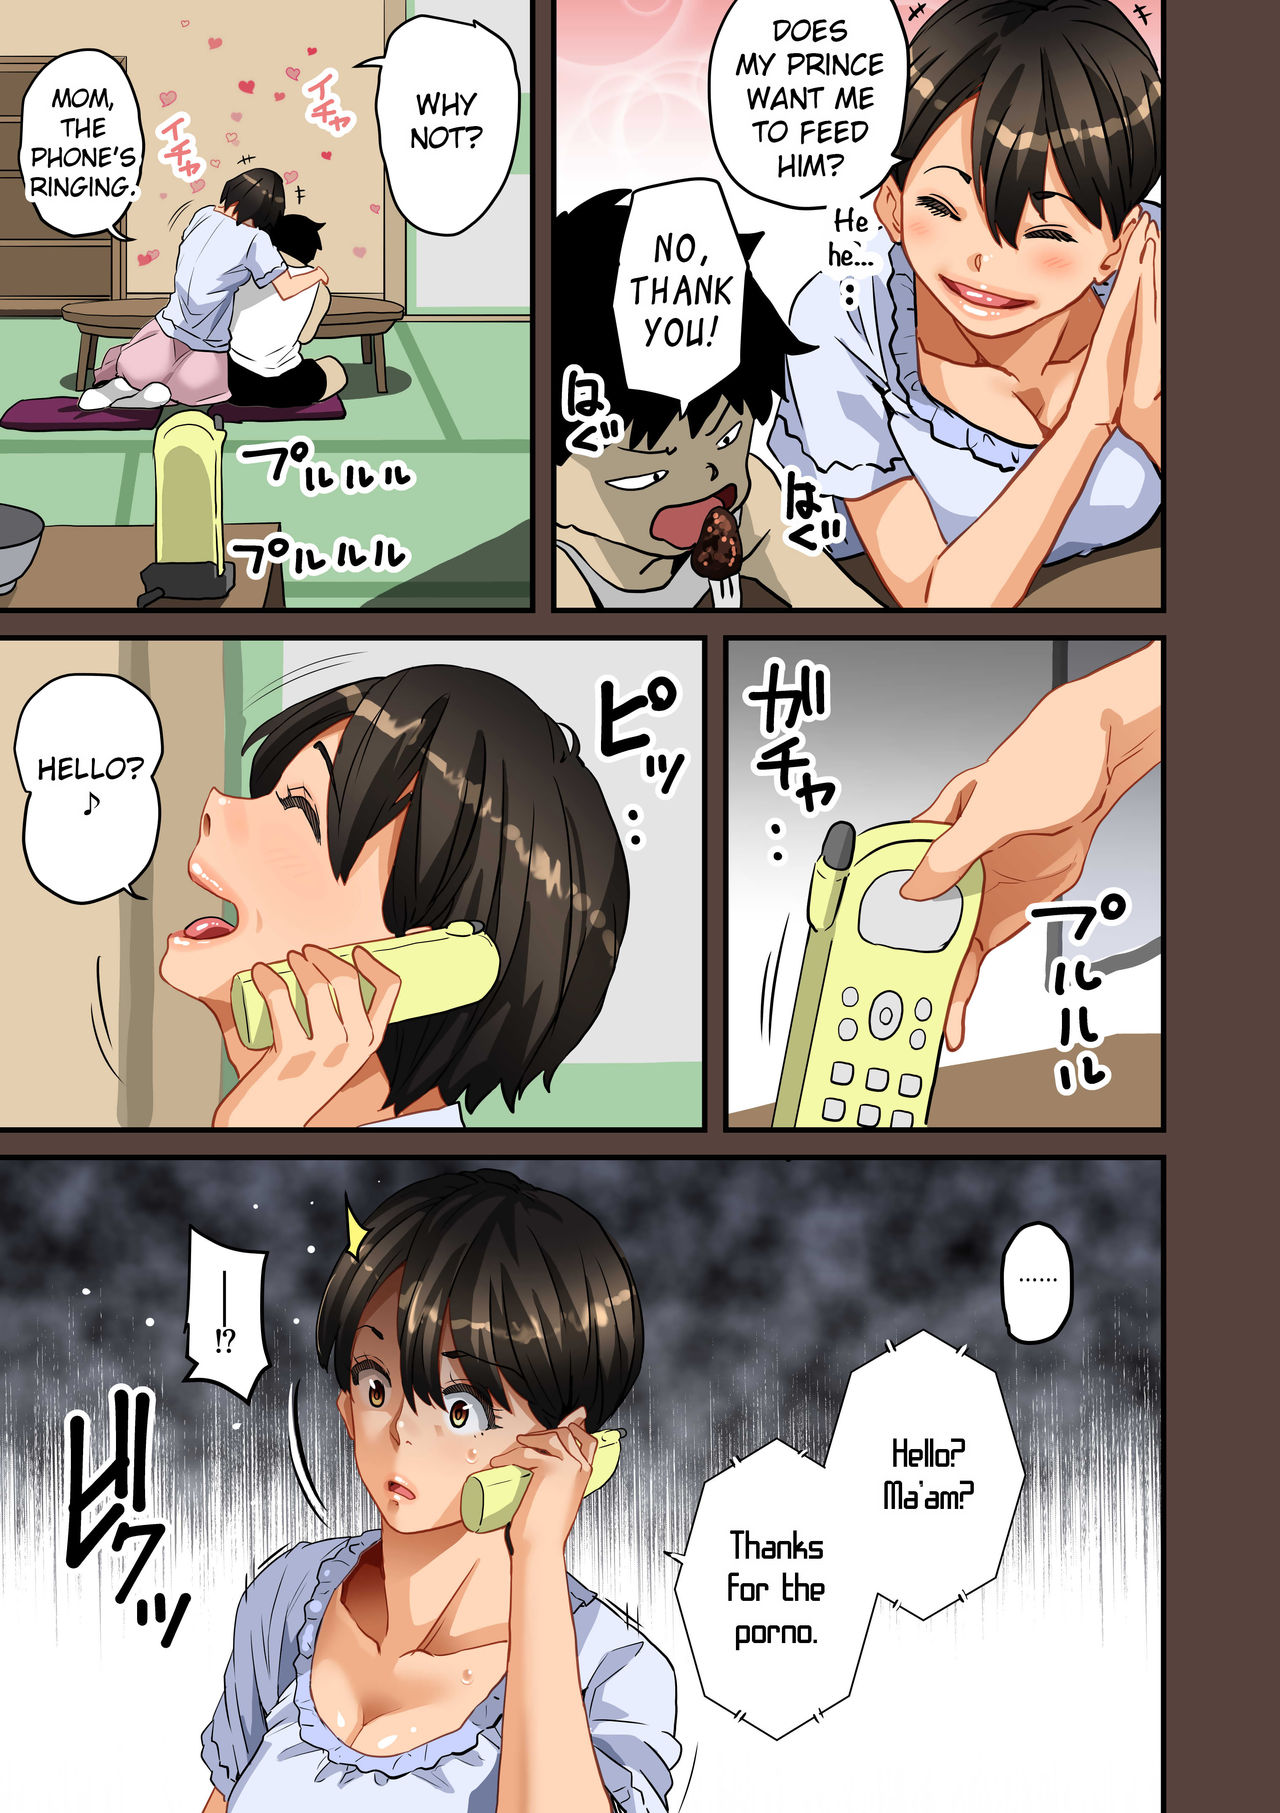 DOES
MY PRINCE
WANT ME
TO FEED
HIM?
He
he...
NO,
THANK
YOU!
はぐ
はぐ
WHY
NOT?
イチャ
イチャ
MOM,
THE
PHONE'S
RINGING.
プルルルル
プルルルル
ガチャ
プルルルル
ピッ
HELLO?
♪
......
Hello?
Ma'am?
Thanks
for the
porno.
—!?
ビクッ